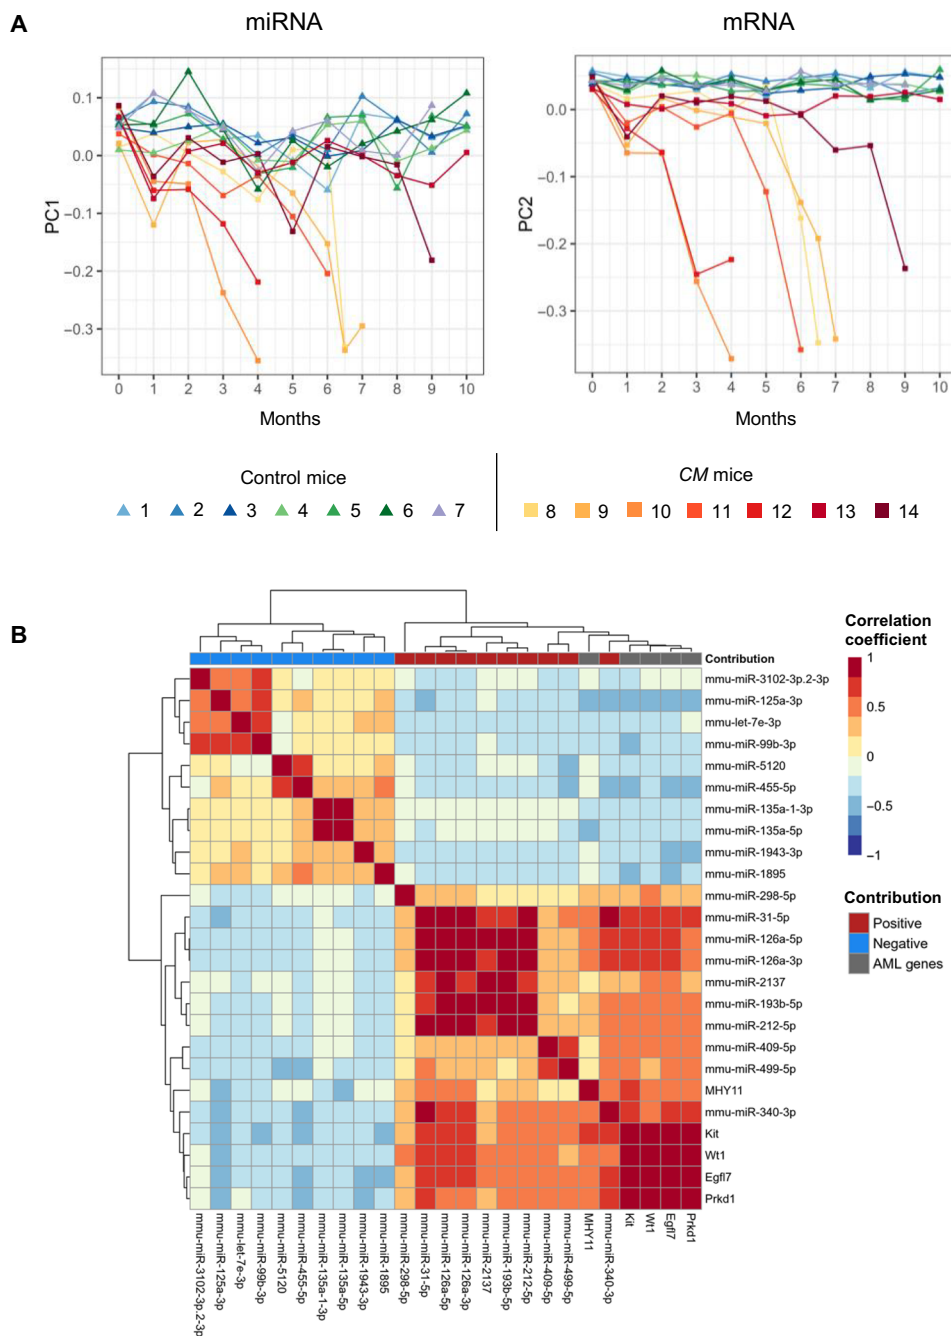 A
miRNA
mRNA
PC1
0.1
0.0
−0.1
−0.2
−0.3
0 1 2 3 4 5 6 7 8 9 10
Months
PC2
0.0
−0.1
−0.2
−0.3
0 1 2 3 4 5 6 7 8 9 10
Months
Control mice
1 2 3 4 5 6 7
CM mice
8 9 10 11 12 13 14
B
Contribution
mmu-miR-3102-3p.2-3p
mmu-miR-125a-3p
mmu-let-7e-3p
mmu-miR-99b-3p
mmu-miR-5120
mmu-miR-455-5p
mmu-miR-135a-1-3p
mmu-miR-135a-5p
mmu-miR-1943-3p
mmu-miR-1895
mmu-miR-298-5p
mmu-miR-31-5p
mmu-miR-126a-5p
mmu-miR-126a-3p
mmu-miR-2137
mmu-miR-193b-5p
mmu-miR-212-5p
mmu-miR-409-5p
mmu-miR-499-5p
MHY11
mmu-miR-340-3p
Kit
Wt1
Egfl7
Prkd1
mmu-miR-3102-3p.2-3p
mmu-miR-125a-3p
mmu-let-7e-3p
mmu-miR-99b-3p
mmu-miR-5120
mmu-miR-455-5p
mmu-miR-135a-1-3p
mmu-miR-135a-5p
mmu-miR-1943-3p
mmu-miR-1895
mmu-miR-298-5p
mmu-miR-31-5p
mmu-miR-126a-5p
mmu-miR-126a-3p
mmu-miR-2137
mmu-miR-193b-5p
mmu-miR-212-5p
mmu-miR-409-5p
mmu-miR-499-5p
MHY11
mmu-miR-340-3p
Kit
Wt1
Egfl7
Prkd1
Correlation
coefficient
1
0.5
0
−0.5
−1
Contribution
Positive
Negative
AML genes